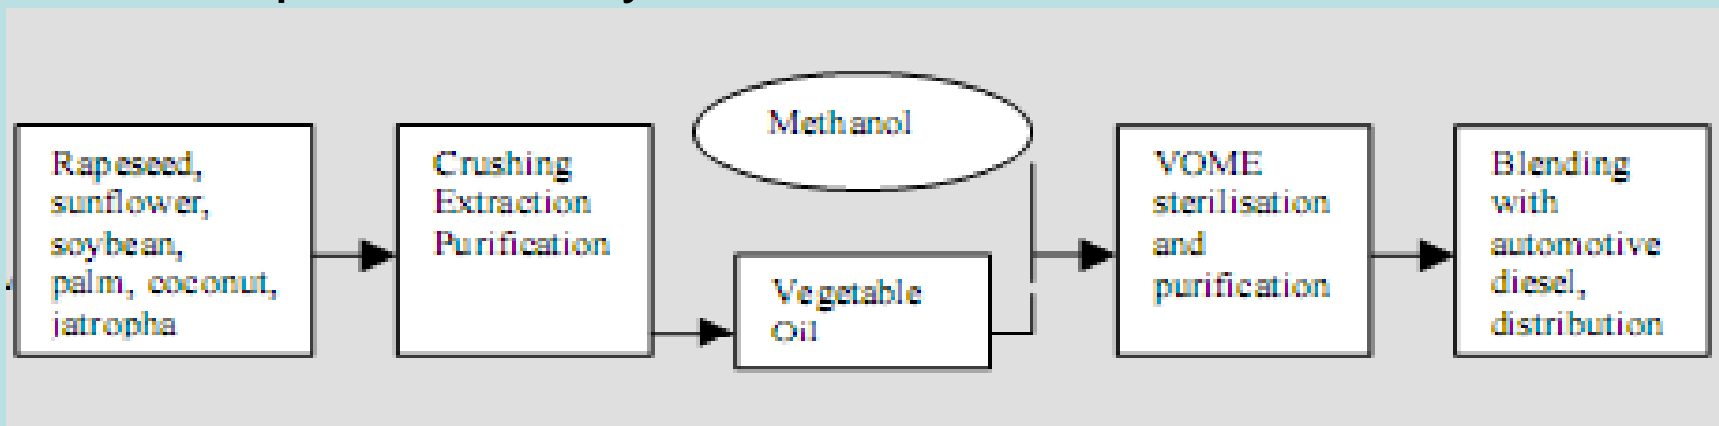 Rapeseed,
sunflower,
soybean,
palm, coconut,
jatropha
Crushing
Extraction
Purification
Methanol
Vegetable
Oil
VOME
sterilisation
and
purification
Blending
with
automotive
diesel,
distribution